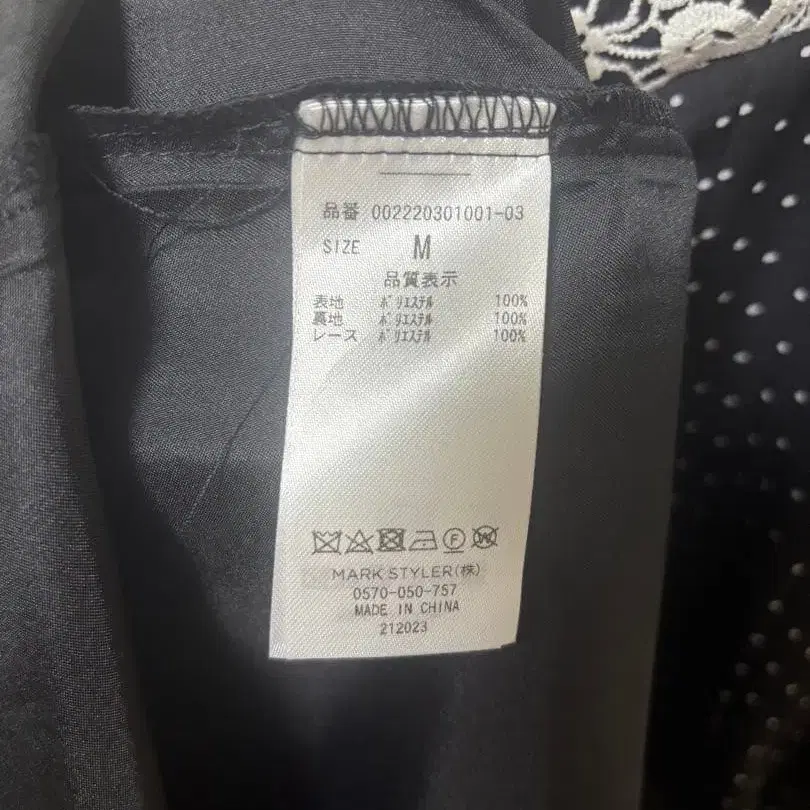 品番 002220301001-03
SIZE M
品質表示
表地 ﾎﾟﾘｴｽﾃﾙ 100%
裏地 ﾎﾟﾘｴｽﾃﾙ 100%
レース ﾎﾟﾘｴｽﾃﾙ 100%
F W
MARK STYLER(株)
0570-050-757
MADE IN CHINA
212023